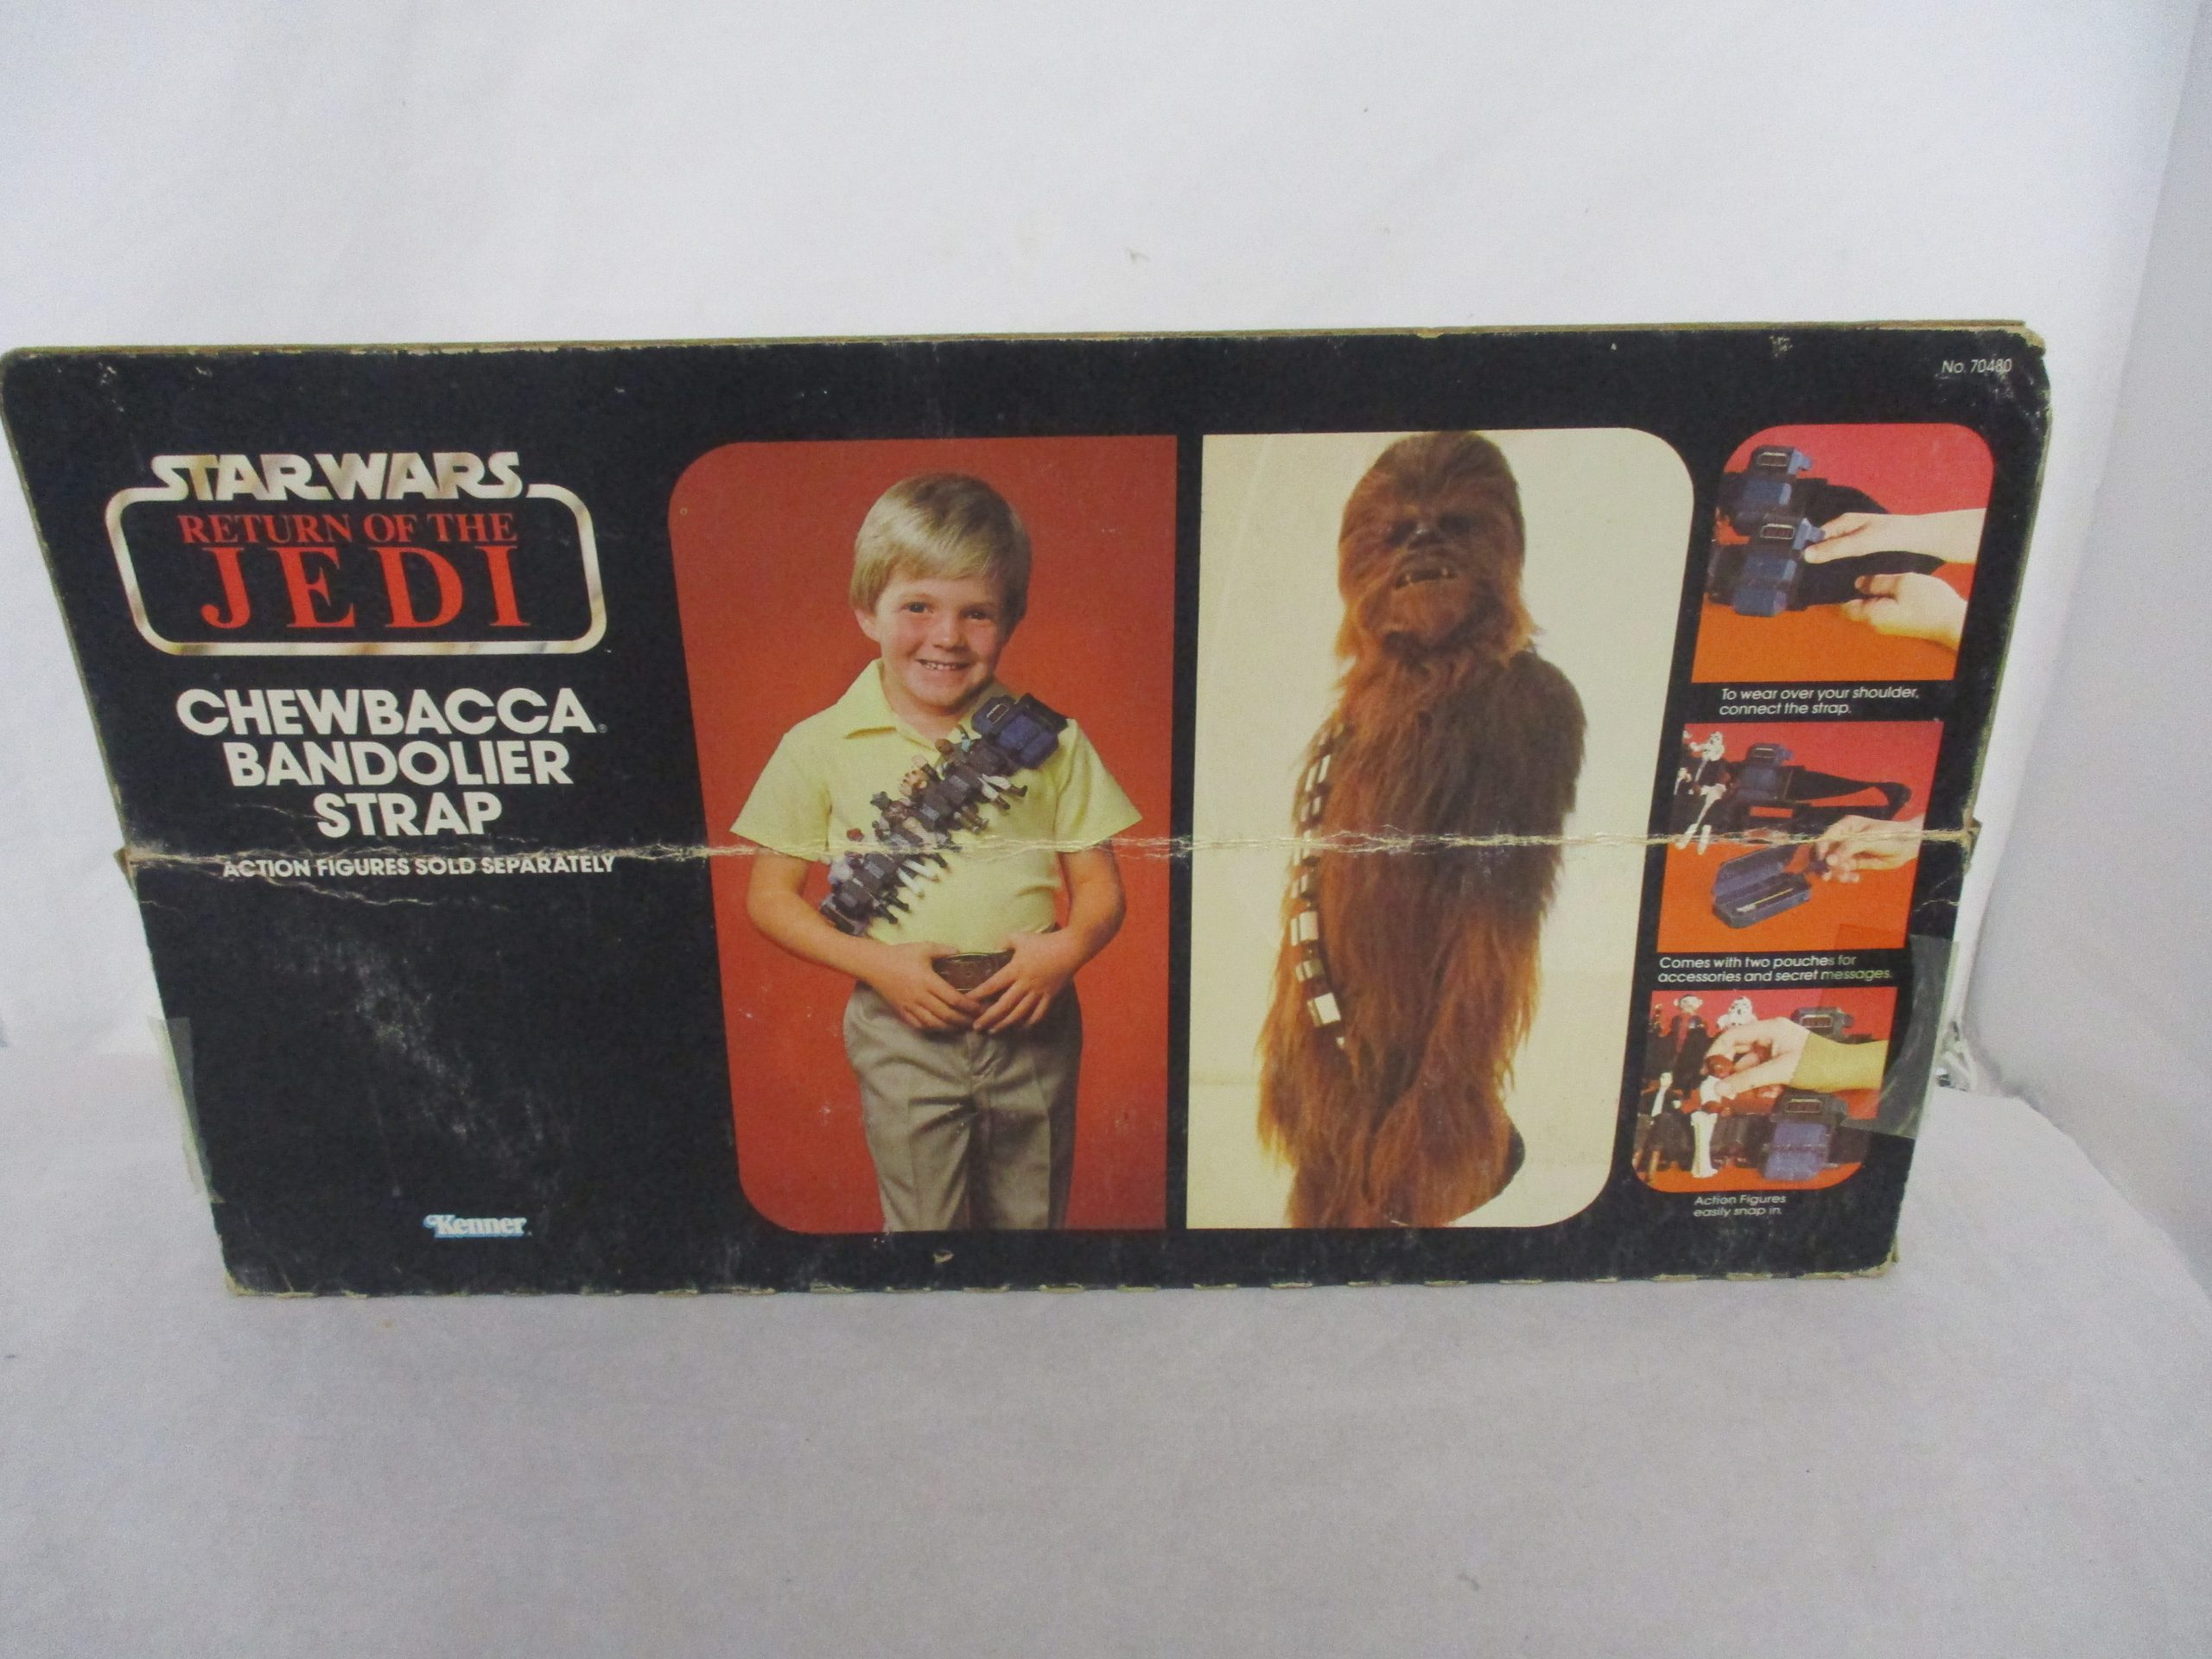 No. 70480
STAR WARS
RETURN OF THE
JEDI
CHEWBACCA®
BANDOLIER
STRAP
ACTION FIGURES SOLD SEPARATELY
Kenner
To wear over your shoulder,
connect the strap.
Comes with two pouches for
accessories and secret messages.
Action Figures
easily snap in.